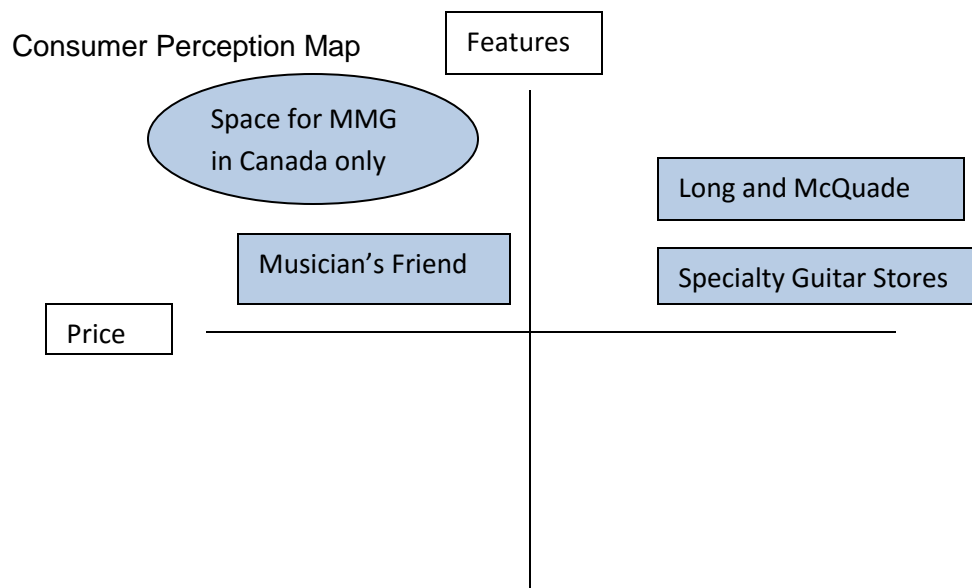 Consumer Perception Map
Features
Space for MMG
in Canada only
Long and McQuade
Musician’s Friend
Specialty Guitar Stores
Price